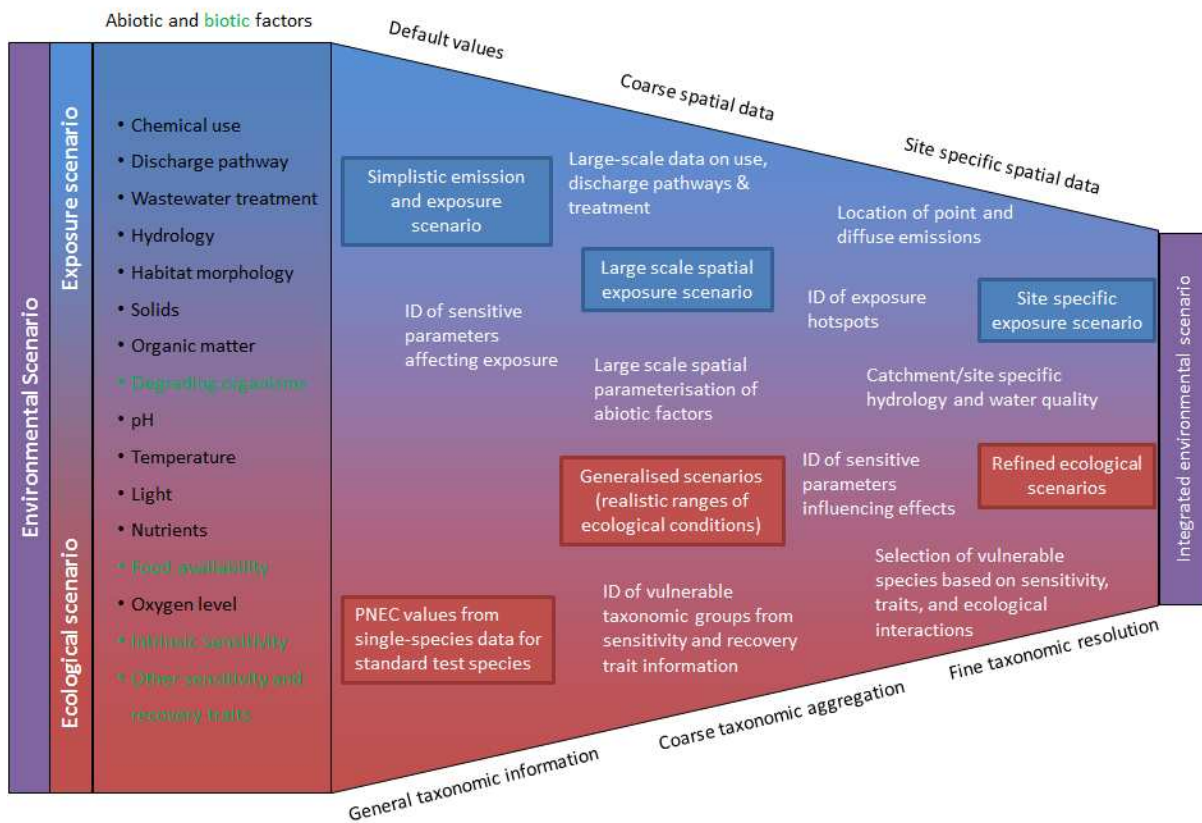 Abiotic and biotic factors
Environmental Scenario
Exposure scenario
Ecological scenario
• Chemical use
• Discharge pathway
• Wastewater treatment
• Hydrology
• Habitat morphology
• Solids
• Organic matter
• Degrading organisms
• pH
• Temperature
• Light
• Nutrients
• Food availability
• Oxygen level
• Intrinsic Sensitivity
• Other sensitivity and
recovery traits
Default values
Coarse spatial data
Site specific spatial data
Simplistic emission
and exposure
scenario
ID of sensitive
parameters
affecting exposure
PNEC values from
single-species data for
standard test species
Large-scale data on use,
discharge pathways &
treatment
Large scale spatial
exposure scenario
Large scale spatial
parameterisation of
abiotic factors
Generalised scenarios
(realistic ranges of
ecological conditions)
ID of vulnerable
taxonomic groups from
sensitivity and recovery
trait information
Location of point and
diffuse emissions
ID of exposure
hotspots
Site specific
exposure scenario
Catchment/site specific
hydrology and water quality
ID of sensitive
parameters
influencing effects
Refined ecological
scenarios
Selection of vulnerable
species based on sensitivity,
traits, and ecological
interactions
General taxonomic information
Coarse taxonomic aggregation
Fine taxonomic resolution
Integrated environmental scenario